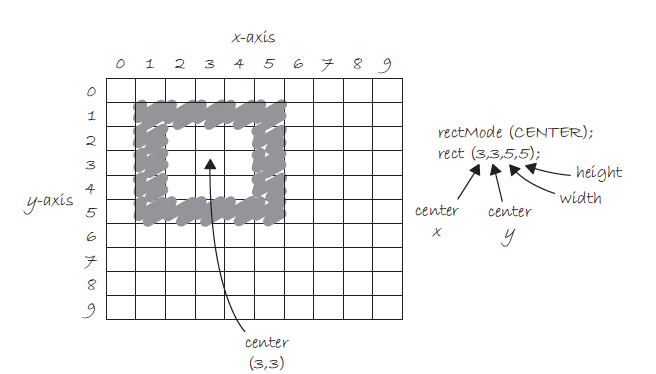 x-axis
0 1 2 3 4 5 6 7 8 9
0
1
2
3
4
5
6
7
8
9
y-axis
center
(3,3)
rectMode (CENTER);
rect (3,3,5,5);
height
width
center
x
center
y